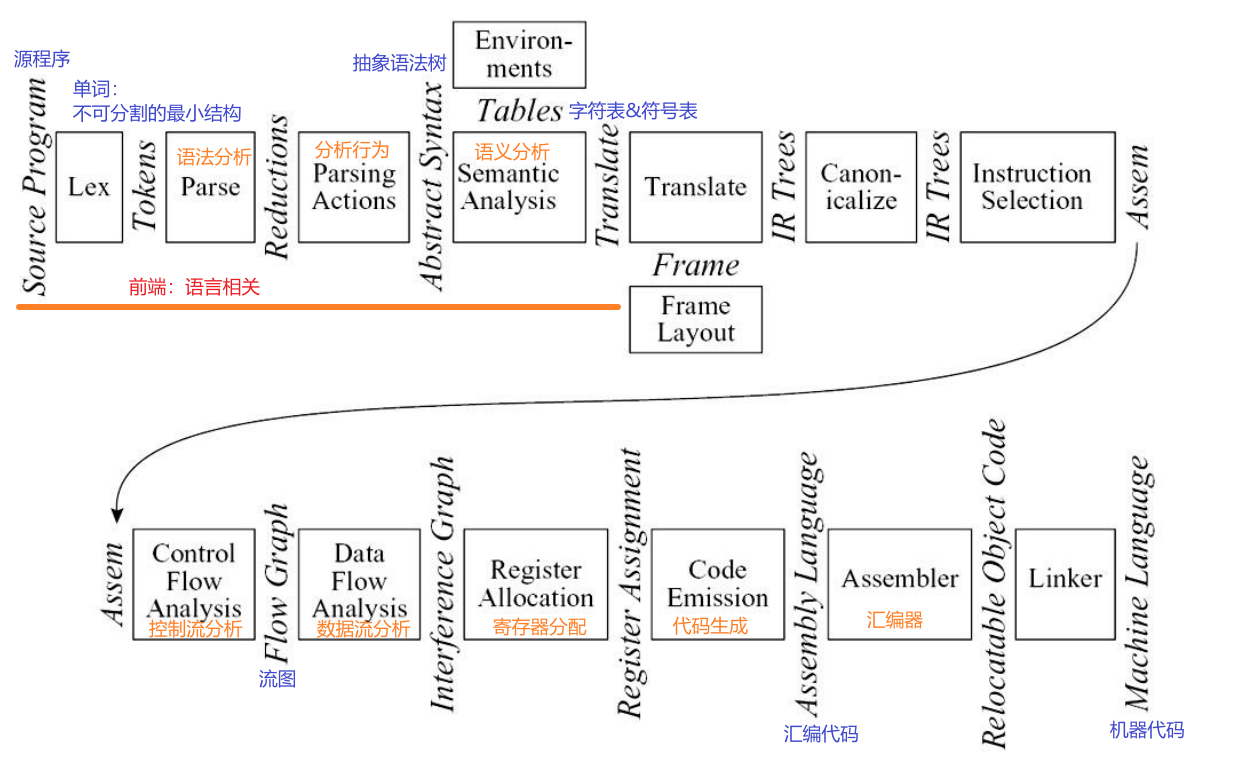 源程序
Source Program
单词:
不可分割的最小结构
Lex
Tokens
语法分析
Parse
Reductions
分析行为
Parsing
Actions
抽象语法树
Abstract Syntax
Environ-
ments
Tables
字符表&符号表
语义分析
Semantic
Analysis
Translate
Translate
Frame
Frame
Layout
IR Trees
Canon-
icalize
IR Trees
Instruction
Selection
Assem
前端：语言相关
Assem
Control
Flow
Analysis
控制流分析
Flow Graph
流图
Data
Flow
Analysis
数据流分析
Interference Graph
Register
Allocation
寄存器分配
Register Assignment
Code
Emission
代码生成
Assembly Language
汇编代码
Assembler
汇编器
Relocatable Object Code
Linker
Machine Language
机器代码